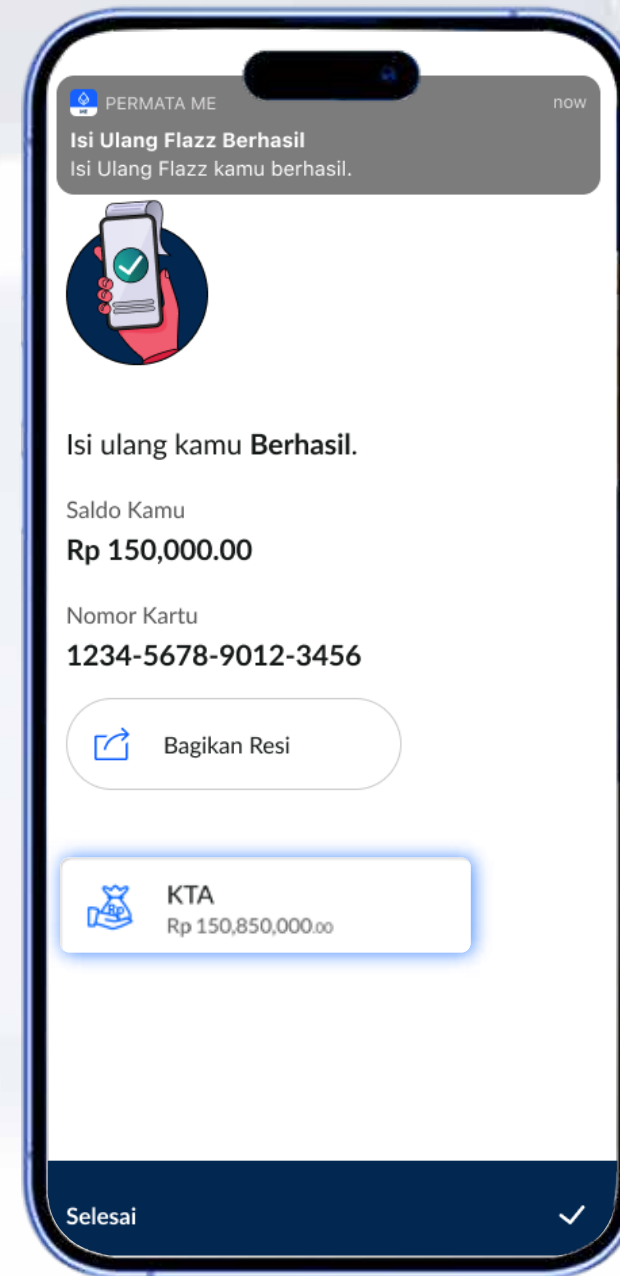 PERMATA ME now
Isi Ulang Flazz Berhasil
Isi Ulang Flazz kamu berhasil.
Isi ulang kamu Berhasil.
Saldo Kamu
Rp 150,000.00
Nomor Kartu
1234-5678-9012-3456
Bagikan Resi
Rp
KTA
Rp 150,850,000.00
Selesai